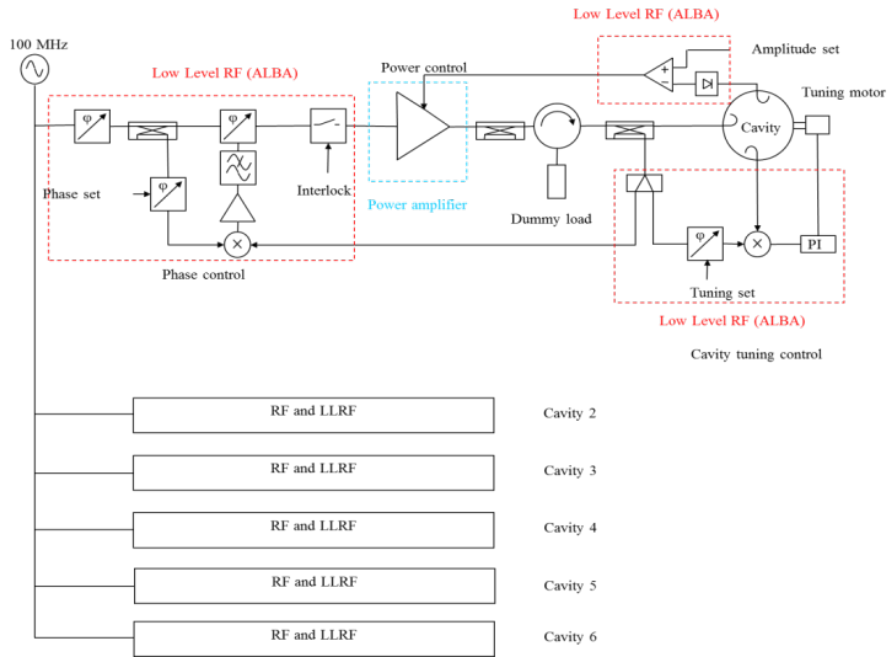 Low Level RF (ALBA)
100 MHz
Amplitude set
Low Level RF (ALBA)
Power control
Tuning motor
φ
φ
+
−
Cavity
Phase set
φ
Interlock
Power amplifier
Dummy load
×
φ
×
PI
Phase control
Tuning set
Low Level RF (ALBA)
Cavity tuning control
RF and LLRF
Cavity 2
RF and LLRF
Cavity 3
RF and LLRF
Cavity 4
RF and LLRF
Cavity 5
RF and LLRF
Cavity 6